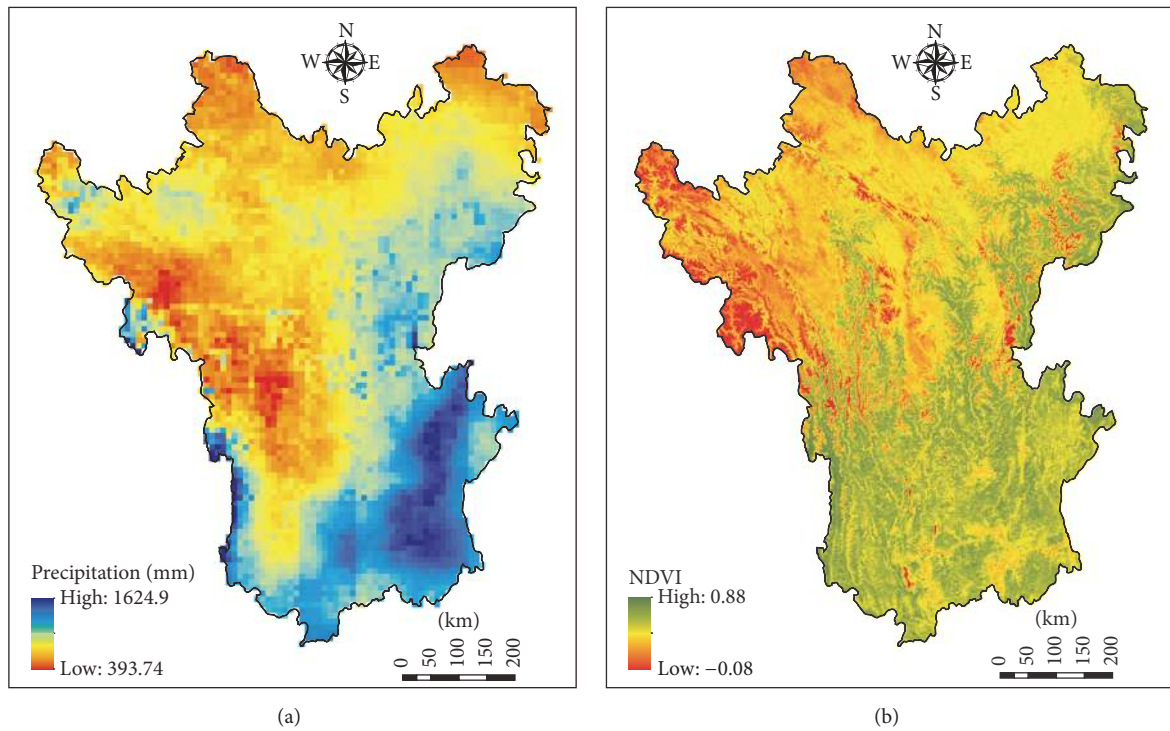 N
W E
S
Precipitation (mm)
High: 1624.9
Low: 393.74
(km)
0 50 100 150 200
(a)
N
W E
S
NDVI
High: 0.88
Low: −0.08
(km)
0 50 100 150 200
(b)